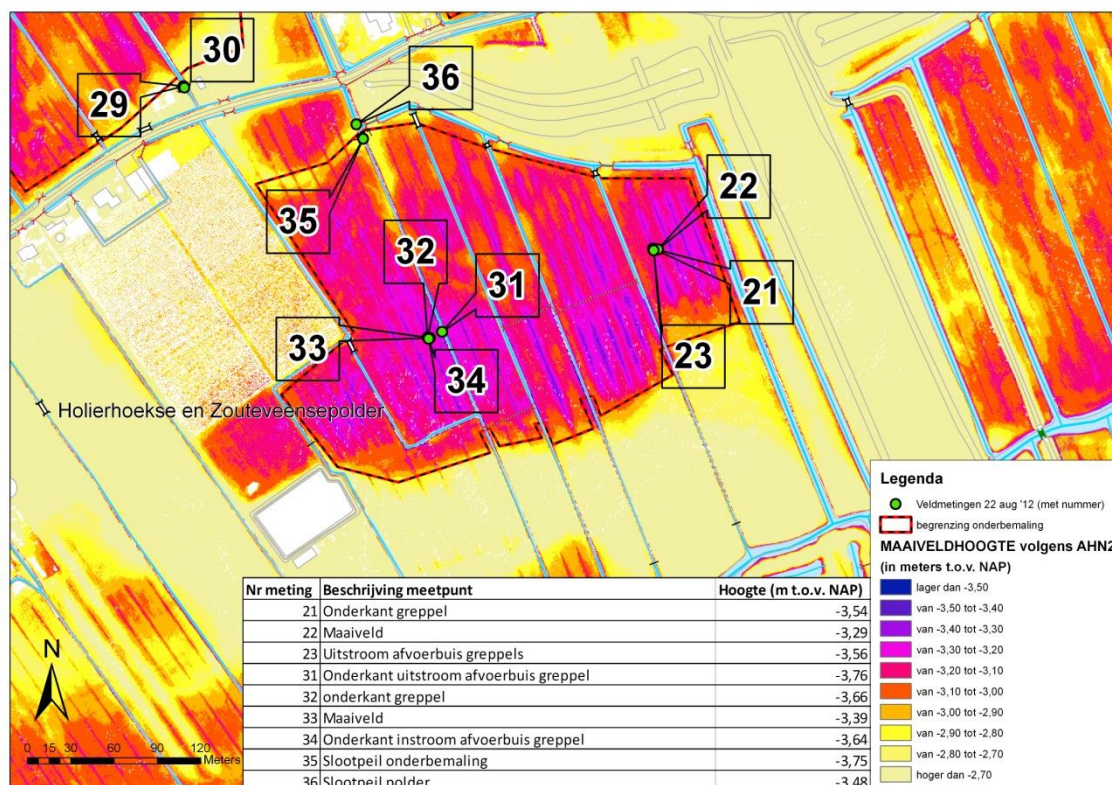 30
36
29
35
32
31
22
33
34
21
23
Holierhoekse en Zouteveensepolder
N
0 15 30 60 90 120
Meters
Nr meting Beschrijving meetpunt Hoogte (m t.o.v. NAP)
21 Onderkant greppel -3,54
22 Maaiveld -3,29
23 Uitstroom afvoerbuis greppels -3,56
31 Onderkant uitstroom afvoerbuis greppel -3,76
32 onderkant greppel -3,66
33 Maaiveld -3,39
34 Onderkant instroom afvoerbuis greppel -3,64
35 Slootpeil onderbemaling -3,75
36 Slootpeil polder -3,48
Legenda
Veldmetingen 22 aug '12 (met nummer)
begrenzing onderbemaling
MAAIVELDHOOGTE volgens AHN2
(in meters t.o.v. NAP)
lager dan -3,50
van -3,50 tot -3,40
van -3,40 tot -3,30
van -3,30 tot -3,20
van -3,20 tot -3,10
van -3,10 tot -3,00
van -3,00 tot -2,90
van -2,90 tot -2,80
van -2,80 tot -2,70
hoger dan -2,70